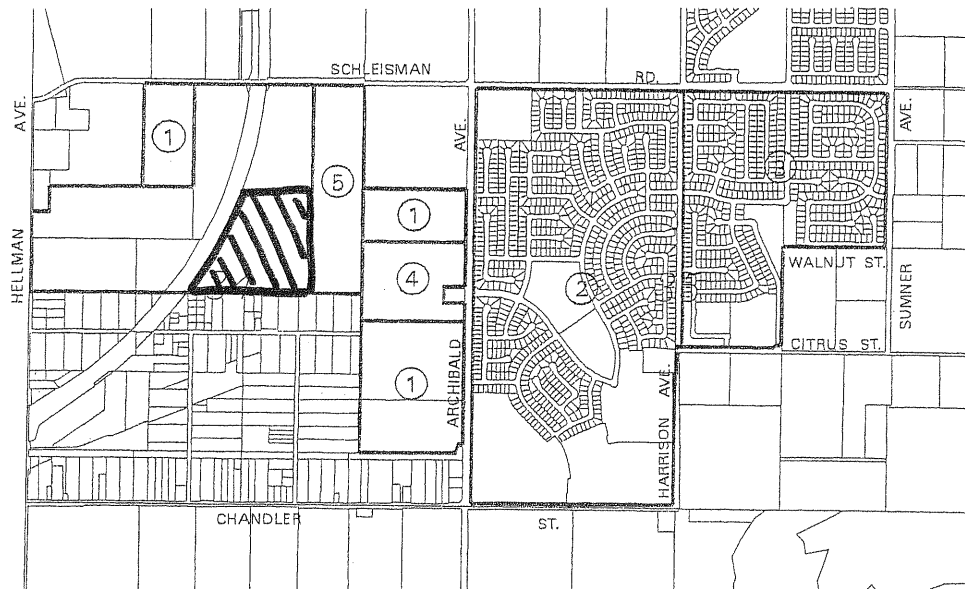 SCHLEISMAN
RD.
HELLMAN AVE.
1
5
AVE.
3
AVE.
1
4
2
WALNUT ST.
SUMNER
CITRUS ST.
1
ARCHIBALD
HARRISON AVE.
CHANDLER
ST.